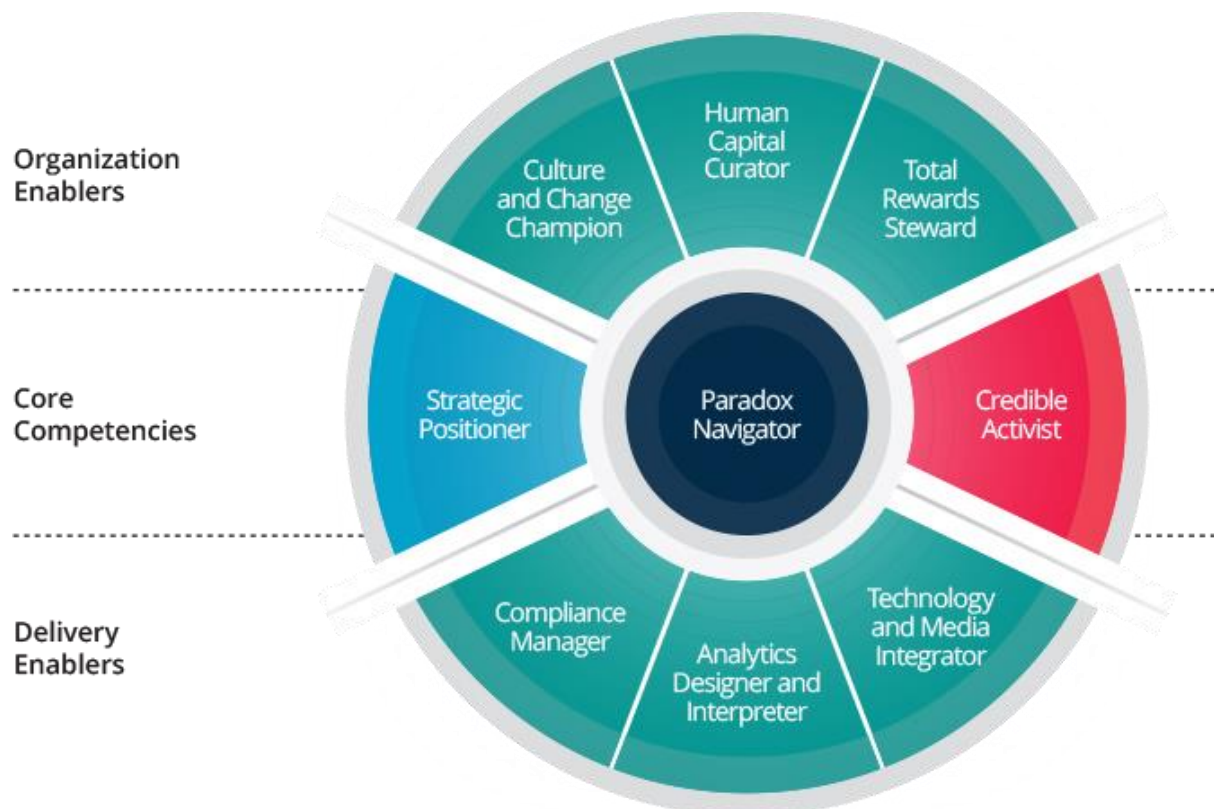 Organization
Enablers
Culture
and Change
Champion
Human
Capital
Curator
Total
Rewards
Steward
Core
Competencies
Strategic
Positioner
Paradox
Navigator
Credible
Activist
Delivery
Enablers
Compliance
Manager
Analytics
Designer and
Interpreter
Technology
and Media
Integrator